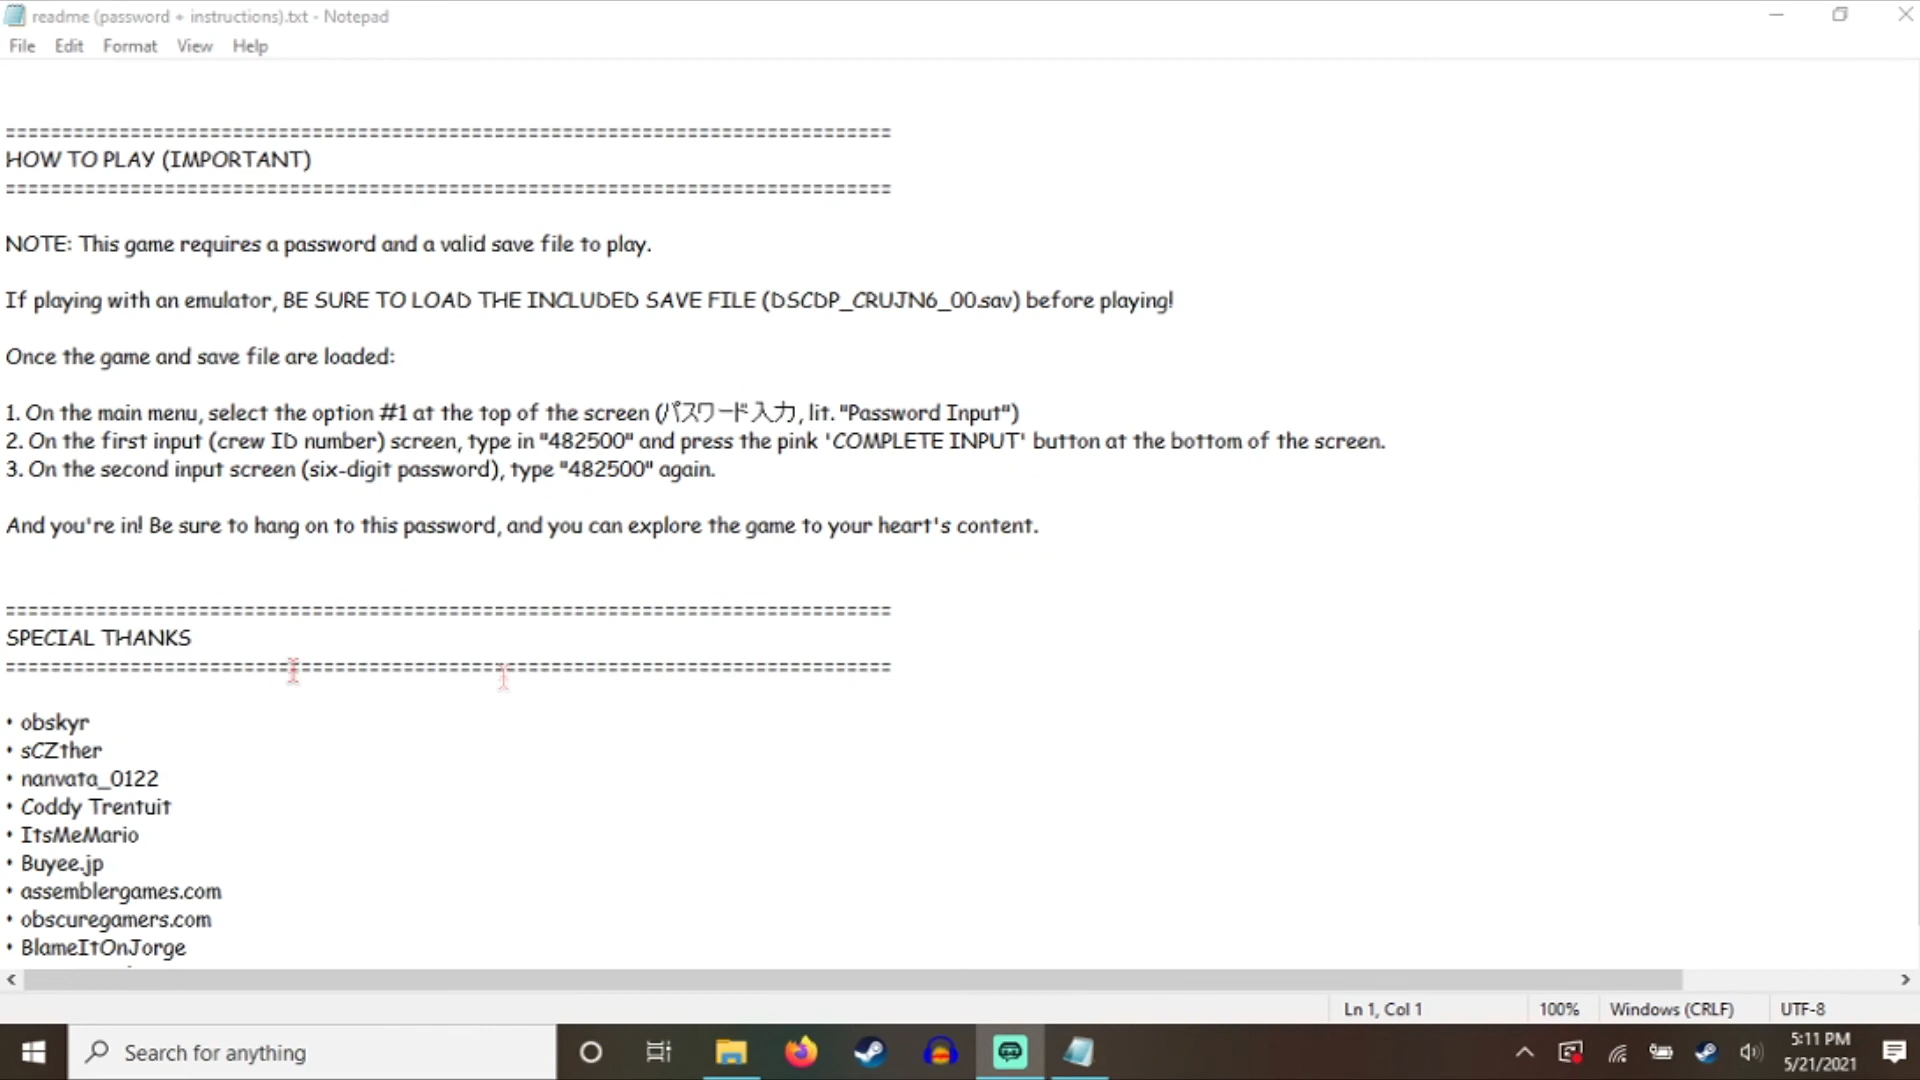 readme (password + instructions).txt - Notepad
File Edit Format View Help
===============================================================================
HOW TO PLAY (IMPORTANT)
===============================================================================
NOTE: This game requires a password and a valid save file to play.
If playing with an emulator, BE SURE TO LOAD THE INCLUDED SAVE FILE (DSCDP_CRUJN6_00.sav) before playing!
Once the game and save file are loaded:
1. On the main menu, select the option #1 at the top of the screen (パスワード入力, lit. "Password Input")
2. On the first input (crew ID number) screen, type in "482500" and press the pink 'COMPLETE INPUT' button at the bottom of the screen.
3. On the second input screen (six-digit password), type "482500" again.
And you're in! Be sure to hang on to this password, and you can explore the game to your heart's content.
===============================================================================
SPECIAL THANKS
===============================================================================
• obskyr
• sCZther
• nanvata_0122
• Coddy Trentuit
• ItsMeMario
• Buyee.jp
• assemblergames.com
• obscuregamers.com
• BlameItOnJorge
Ln 1, Col 1 100% Windows (CRLF) UTF-8
Search for anything
5:11 PM
5/21/2021